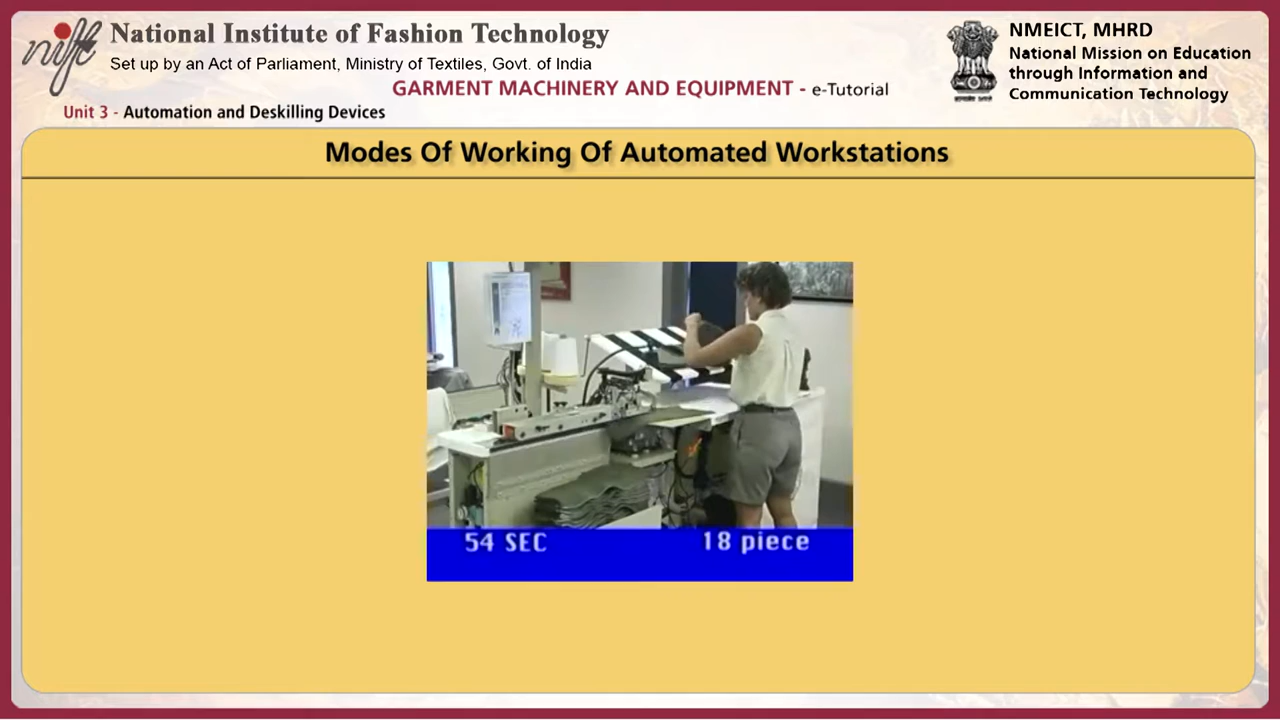 nift
National Institute of Fashion Technology
Set up by an Act of Parliament, Ministry of Textiles, Govt. of India
GARMENT MACHINERY AND EQUIPMENT - e-Tutorial
Unit 3 - Automation and Deskilling Devices
NMEICT, MHRD
National Mission on Education
through Information and
Communication Technology
Modes Of Working Of Automated Workstations
54 SEC
18 piece